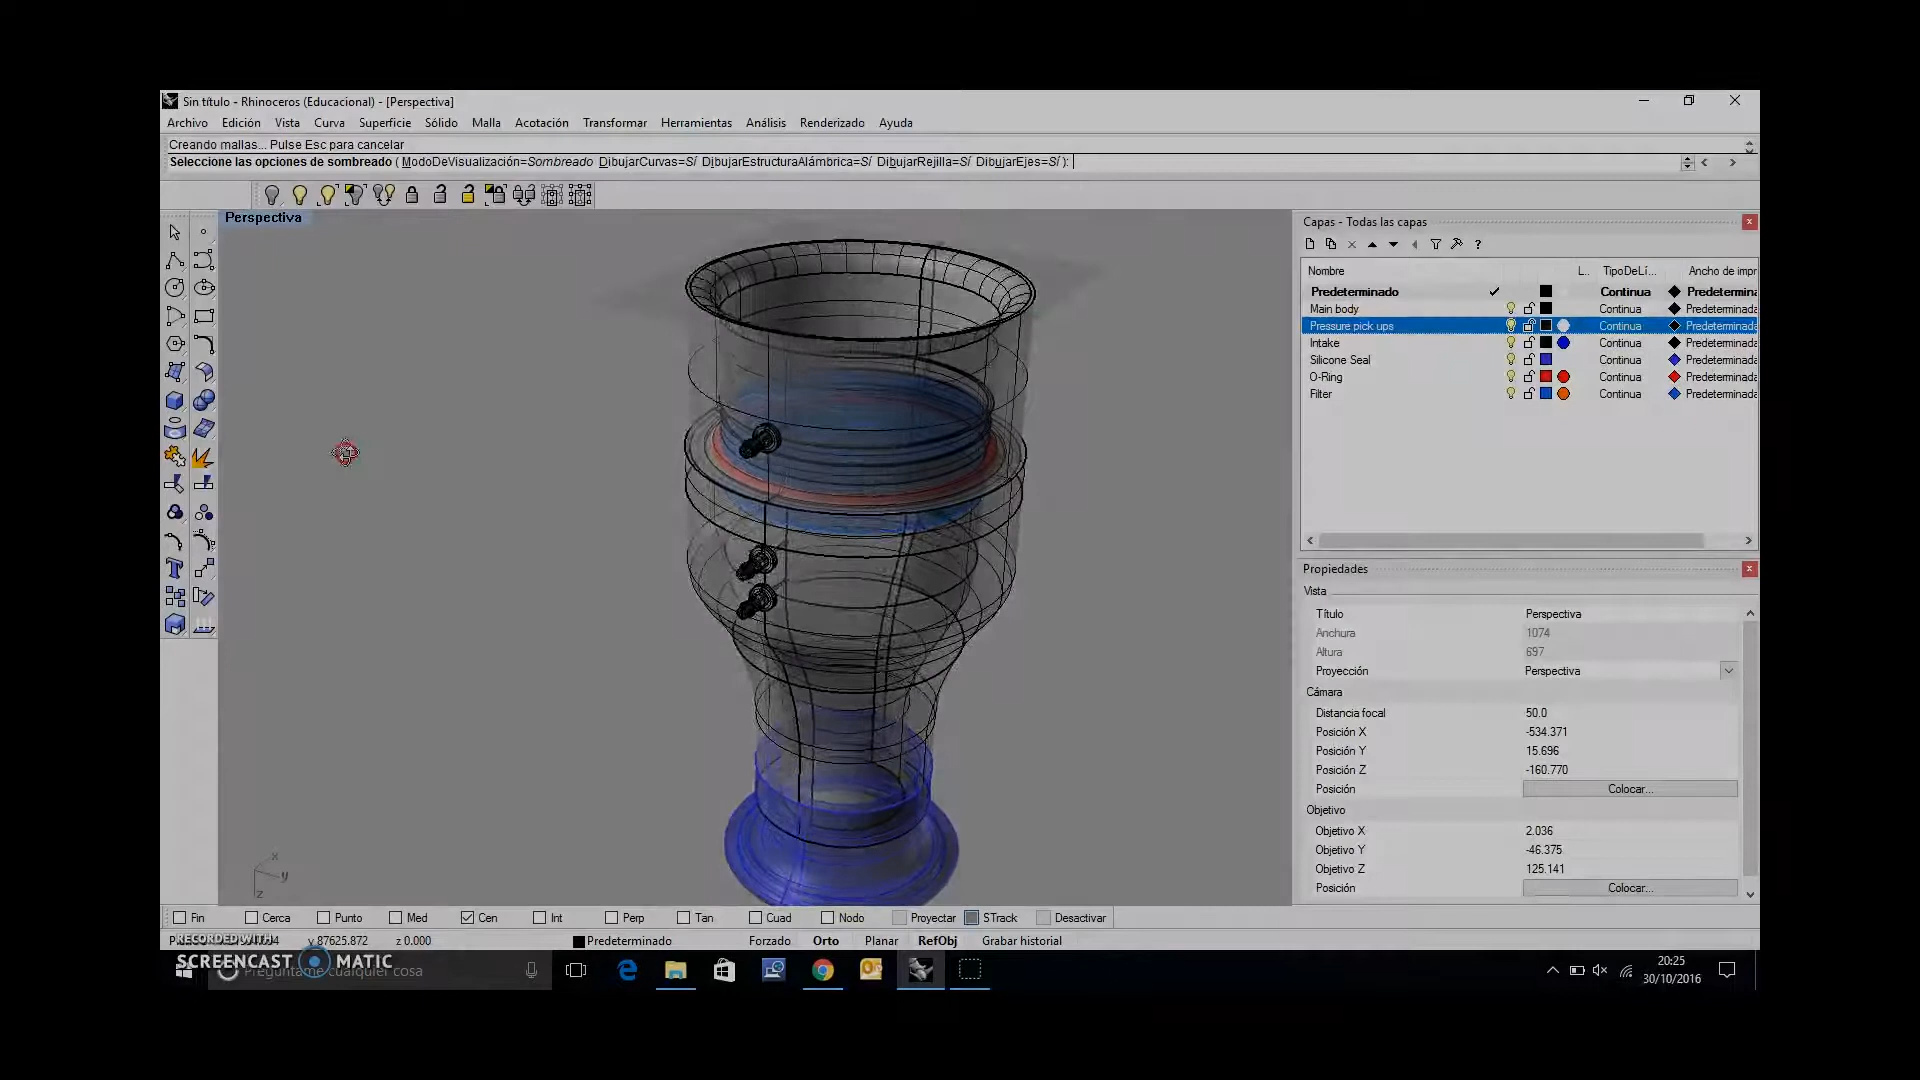 Sin título - Rhinoceros (Educacional) - [Perspectiva]
Archivo Edición Vista Curva Superficie Sólido Malla Acotación Transformar Herramientas Análisis Renderizado Ayuda
Creando mallas... Pulse Esc para cancelar
Seleccione las opciones de sombreado ( ModoDeVisualización=Sombreado DibujarCurvas=Sí DibujarEstructuraAlámbrica=Sí DibujarRejilla=Sí DibujarEjes=Sí ):
Perspectiva
Capas - Todas las capas
Nombre L... TipoDeLí... Ancho de impr
Predeterminado Continua Predetermina
Main body Continua Predeterminada
Pressure pick ups Continua Predeterminada
Intake Continua Predeterminada
Silicone Seal Continua Predeterminada
O-Ring Continua Predeterminada
Filter Continua Predeterminada
Propiedades
Vista
Título Perspectiva
Anchura 1074
Altura 697
Proyección Perspectiva
Cámara
Distancia focal 50.0
Posición X -534.371
Posición Y 15.696
Posición Z -160.770
Posición Colocar...
Objetivo
Objetivo X 2.036
Objetivo Y -46.375
Objetivo Z 125.141
Posición Colocar...
x
y
z
Fin Cerca Punto Med Cen Int Perp Tan Cuad Nodo Proyectar STrack Desactivar
y 87625.872 z 0.000 Predeterminado Forzado Orto Planar RefObj Grabar historial
RECORDED WITH
SCREENCAST MATIC
Pregúntame cualquier cosa
20:25
30/10/2016